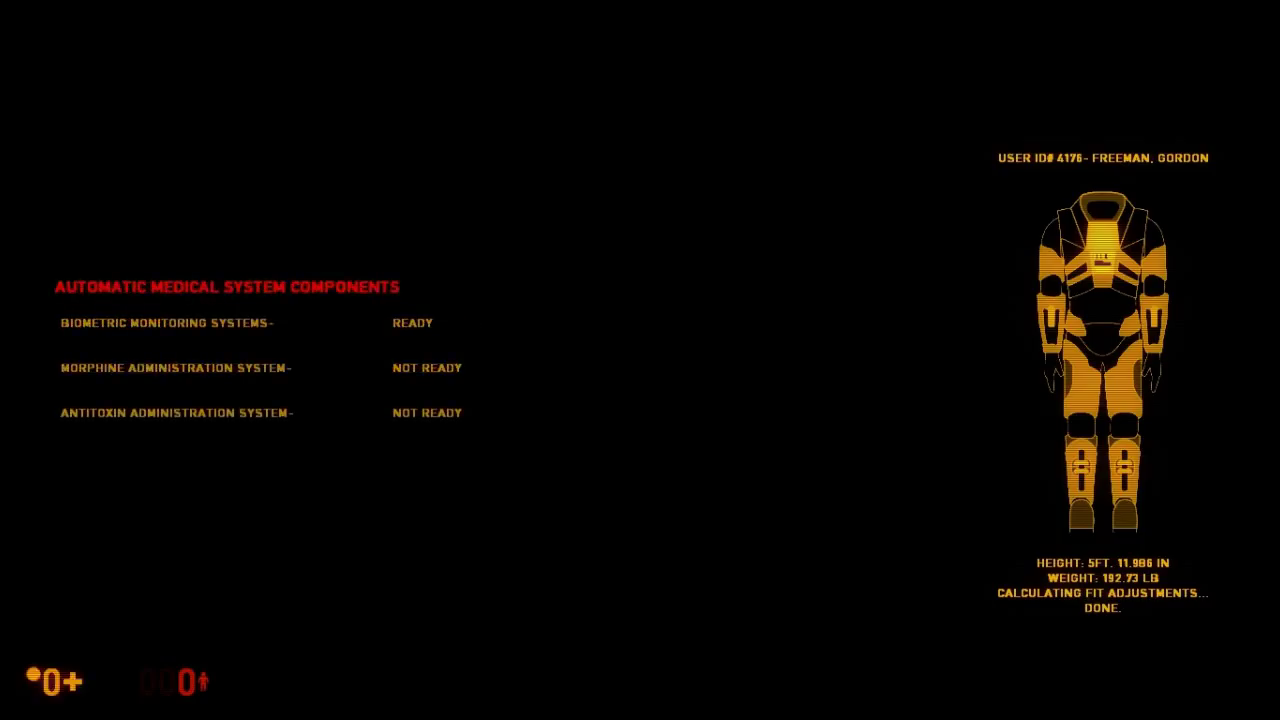 USER ID# 4176- FREEMAN, GORDON
AUTOMATIC MEDICAL SYSTEM COMPONENTS
BIOMETRIC MONITORING SYSTEMS- READY
MORPHINE ADMINISTRATION SYSTEM- NOT READY
ANTITOXIN ADMINISTRATION SYSTEM- NOT READY
HEIGHT: 5FT. 11.986 IN
WEIGHT: 192.73 LB
CALCULATING FIT ADJUSTMENTS...
DONE.
0+ 000